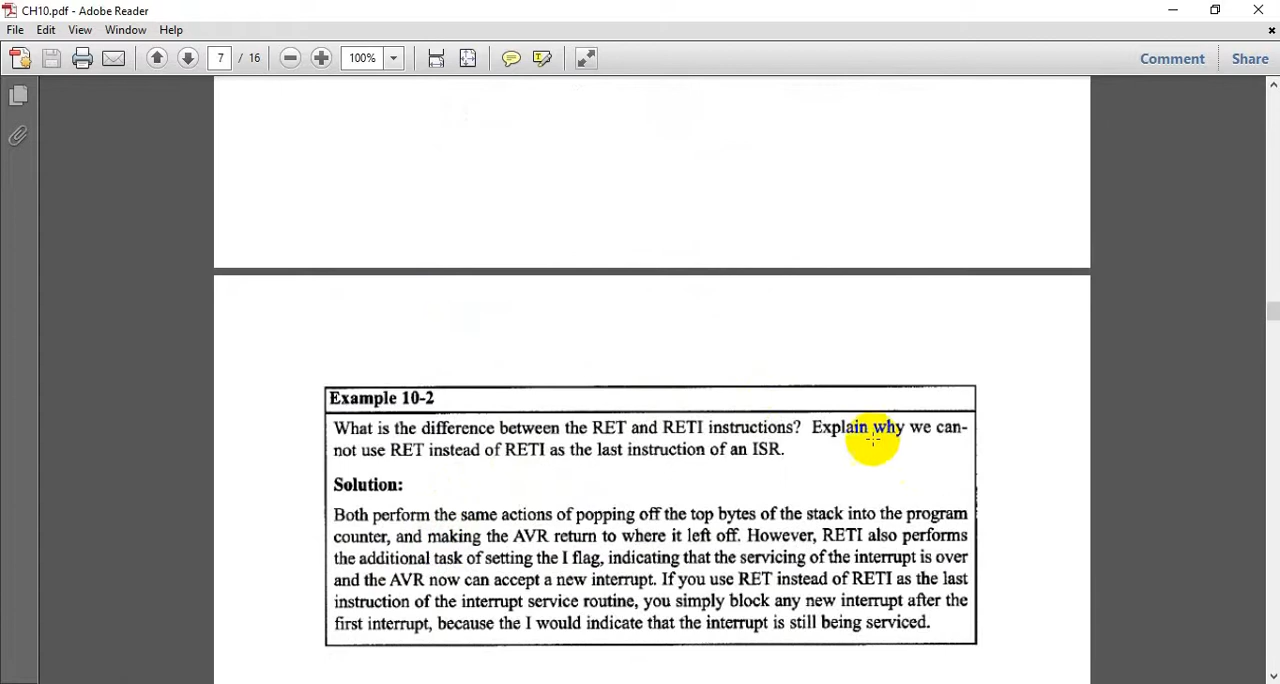 CH10.pdf - Adobe Reader
File Edit View Window Help
7 / 16 100% Comment Share
Example 10-2
What is the difference between the RET and RETI instructions? Explain why we can-
not use RET instead of RETI as the last instruction of an ISR.
Solution:
Both perform the same actions of popping off the top bytes of the stack into the program
counter, and making the AVR return to where it left off. However, RETI also performs
the additional task of setting the I flag, indicating that the servicing of the interrupt is over
and the AVR now can accept a new interrupt. If you use RET instead of RETI as the last
instruction of the interrupt service routine, you simply block any new interrupt after the
first interrupt, because the I would indicate that the interrupt is still being serviced.